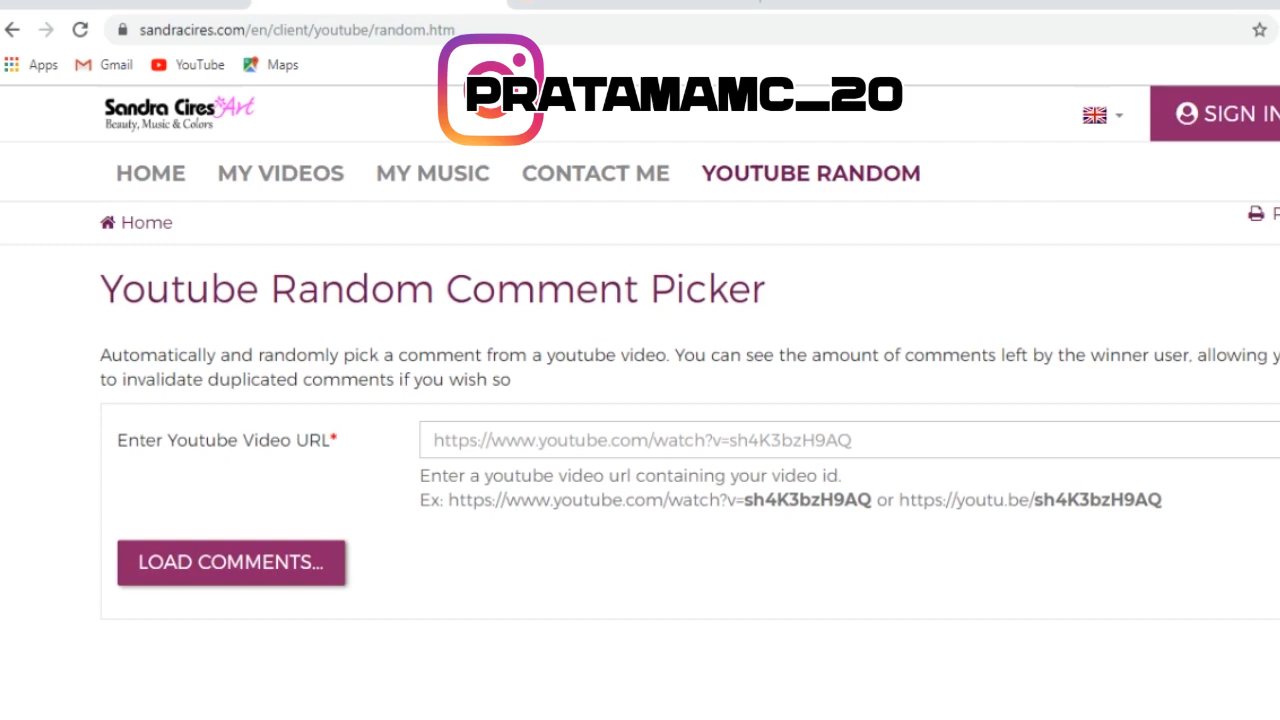 sandracires.com/en/client/youtube/random.htm
Apps Gmail YouTube Maps
PRATAMAMC_20
Sandra Cires Art
Beauty, Music & Colors
SIGN IN
HOME MY VIDEOS MY MUSIC CONTACT ME YOUTUBE RANDOM
Home
Youtube Random Comment Picker
Automatically and randomly pick a comment from a youtube video. You can see the amount of comments left by the winner user, allowing
to invalidate duplicated comments if you wish so
Enter Youtube Video URL*
https://www.youtube.com/watch?v=sh4K3bzH9AQ
Enter a youtube video url containing your video id.
Ex: https://www.youtube.com/watch?v=sh4K3bzH9AQ or https://youtu.be/sh4K3bzH9AQ
LOAD COMMENTS...